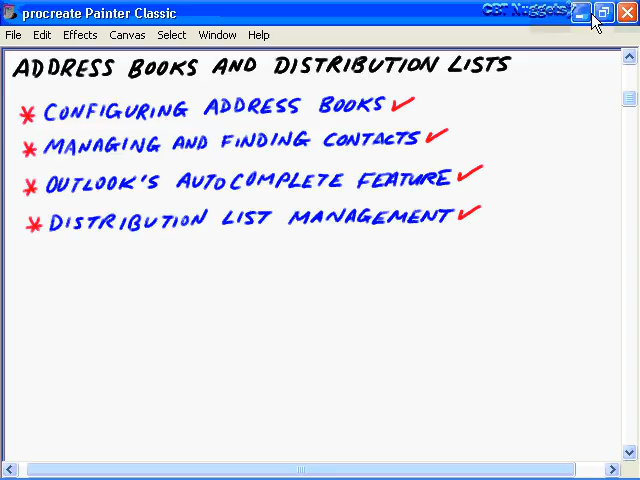 procreate Painter Classic
CBT Nuggets
File Edit Effects Canvas Select Window Help
ADDRESS BOOKS AND DISTRIBUTION LISTS
* CONFIGURING ADDRESS BOOKS ✓
* MANAGING AND FINDING CONTACTS ✓
* OUTLOOK'S AUTOCOMPLETE FEATURE ✓
* DISTRIBUTION LIST MANAGEMENT ✓